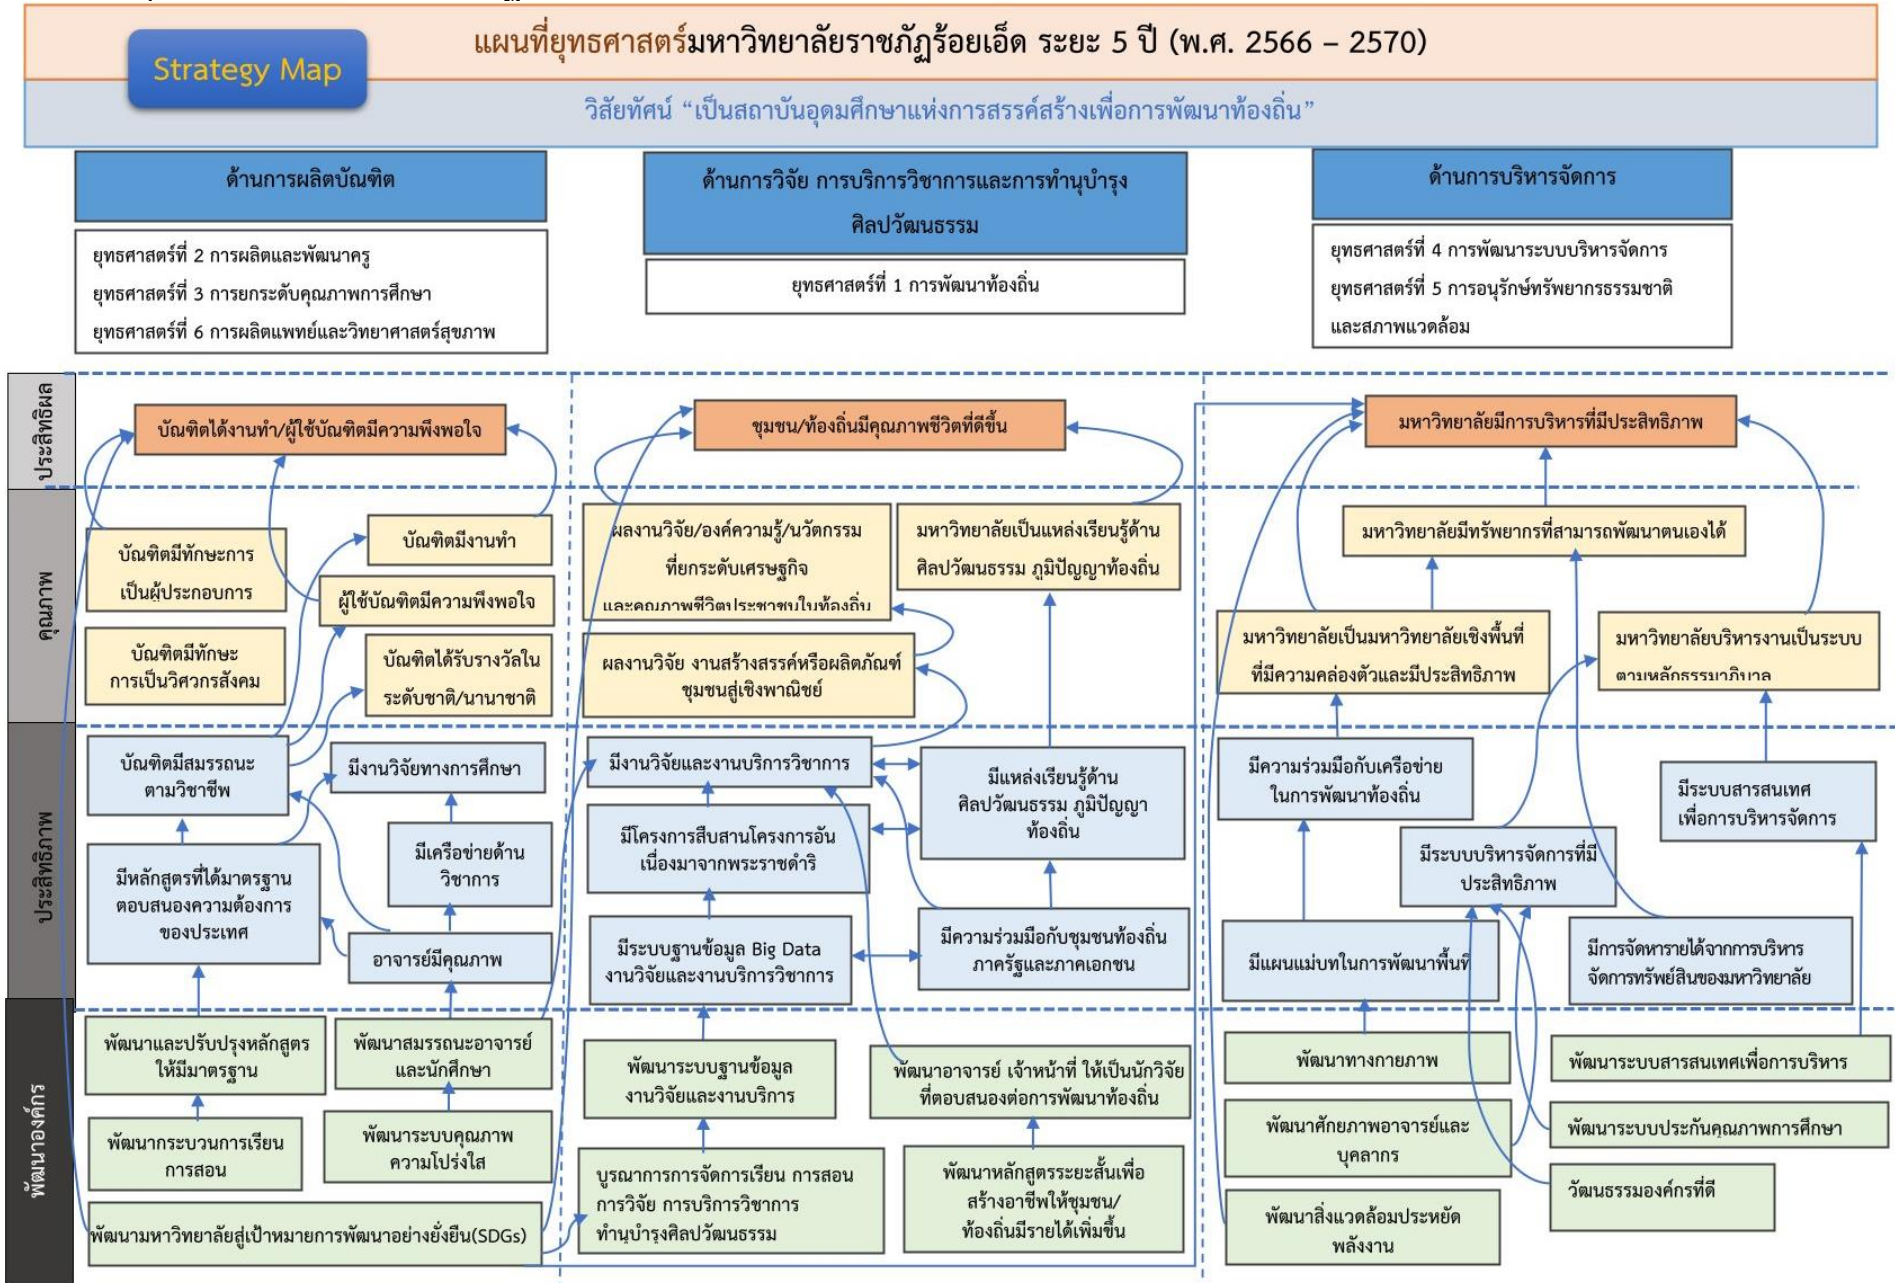 แผนที่ยุทธศาสตร์มหาวิทยาลัยราชภัฏร้อยเอ็ด ระยะ 5 ปี (พ.ศ. 2566 – 2570)
Strategy Map
วิสัยทัศน์ “เป็นสถาบันอุดมศึกษาแห่งการสรรค์สร้างเพื่อการพัฒนาท้องถิ่น”
ด้านการผลิตบัณฑิต
ยุทธศาสตร์ที่ 2 การผลิตและพัฒนาครู
ยุทธศาสตร์ที่ 3 การยกระดับคุณภาพการศึกษา
ยุทธศาสตร์ที่ 6 การผลิตแพทย์และวิทยาศาสตร์สุขภาพ
ด้านการวิจัย การบริการวิชาการและการทำนุบำรุง
ศิลปวัฒนธรรม
ยุทธศาสตร์ที่ 1 การพัฒนาท้องถิ่น
ด้านการบริหารจัดการ
ยุทธศาสตร์ที่ 4 การพัฒนาระบบบริหารจัดการ
ยุทธศาสตร์ที่ 5 การอนุรักษ์ทรัพยากรธรรมชาติ
และสภาพแวดล้อม
ประสิทธิผล
บัณฑิตได้งานทำ/ผู้ใช้บัณฑิตมีความพึงพอใจ
ชุมชน/ท้องถิ่นมีคุณภาพชีวิตที่ดีขึ้น
มหาวิทยาลัยมีการบริหารที่มีประสิทธิภาพ
คุณภาพ
บัณฑิตมีทักษะการ
เป็นผู้ประกอบการ
บัณฑิตมีงานทำ
ผู้ใช้บัณฑิตมีความพึงพอใจ
บัณฑิตมีทักษะ
การเป็นวิศวกรสังคม
บัณฑิตได้รับรางวัลใน
ระดับชาติ/นานาชาติ
ผลงานวิจัย/องค์ความรู้/นวัตกรรม
ที่ยกระดับเศรษฐกิจ
และคุณภาพชีวิตประชาชนในท้องถิ่น
มหาวิทยาลัยเป็นแหล่งเรียนรู้ด้าน
ศิลปวัฒนธรรม ภูมิปัญญาท้องถิ่น
ผลงานวิจัย งานสร้างสรรค์หรือผลิตภัณฑ์
ชุมชนสู่เชิงพาณิชย์
มหาวิทยาลัยมีทรัพยากรที่สามารถพัฒนาตนเองได้
มหาวิทยาลัยเป็นมหาวิทยาลัยเชิงพื้นที่
ที่มีความคล่องตัวและมีประสิทธิภาพ
มหาวิทยาลัยบริหารงานเป็นระบบ
ตามหลักธรรมาภิบาล
ประสิทธิภาพ
บัณฑิตมีสมรรถนะ
ตามวิชาชีพ
มีงานวิจัยทางการศึกษา
มีหลักสูตรที่ได้มาตรฐาน
ตอบสนองความต้องการ
ของประเทศ
มีเครือข่ายด้าน
วิชาการ
อาจารย์มีคุณภาพ
มีงานวิจัยและงานบริการวิชาการ
มีแหล่งเรียนรู้ด้าน
ศิลปวัฒนธรรม ภูมิปัญญา
ท้องถิ่น
มีโครงการสืบสานโครงการอัน
เนื่องมาจากพระราชดำริ
มีระบบฐานข้อมูล Big Data
งานวิจัยและงานบริการวิชาการ
มีความร่วมมือกับชุมชนท้องถิ่น
ภาครัฐและภาคเอกชน
มีความร่วมมือกับเครือข่าย
ในการพัฒนาท้องถิ่น
มีระบบสารสนเทศ
เพื่อการบริหารจัดการ
มีระบบบริหารจัดการที่มี
ประสิทธิภาพ
มีแผนแม่บทในการพัฒนาพื้นที่
มีการจัดหารายได้จากการบริหาร
จัดการทรัพย์สินของมหาวิทยาลัย
พัฒนาองค์กร
พัฒนาและปรับปรุงหลักสูตร
ให้มีมาตรฐาน
พัฒนาสมรรถนะอาจารย์
และนักศึกษา
พัฒนากระบวนการเรียน
การสอน
พัฒนาระบบคุณภาพ
ความโปร่งใส
พัฒนามหาวิทยาลัยสู่เป้าหมายการพัฒนาอย่างยั่งยืน(SDGs)
พัฒนาระบบฐานข้อมูล
งานวิจัยและงานบริการ
พัฒนาอาจารย์ เจ้าหน้าที่ ให้เป็นนักวิจัย
ที่ตอบสนองต่อการพัฒนาท้องถิ่น
บูรณาการการจัดการเรียน การสอน
การวิจัย การบริการวิชาการ
ทำนุบำรุงศิลปวัฒนธรรม
พัฒนาหลักสูตรระยะสั้นเพื่อ
สร้างอาชีพให้ชุมชน/
ท้องถิ่นมีรายได้เพิ่มขึ้น
พัฒนาทางกายภาพ
พัฒนาระบบสารสนเทศเพื่อการบริหาร
พัฒนาศักยภาพอาจารย์และ
บุคลากร
พัฒนาระบบประกันคุณภาพการศึกษา
วัฒนธรรมองค์กรที่ดี
พัฒนาสิ่งแวดล้อมประหยัด
พลังงาน